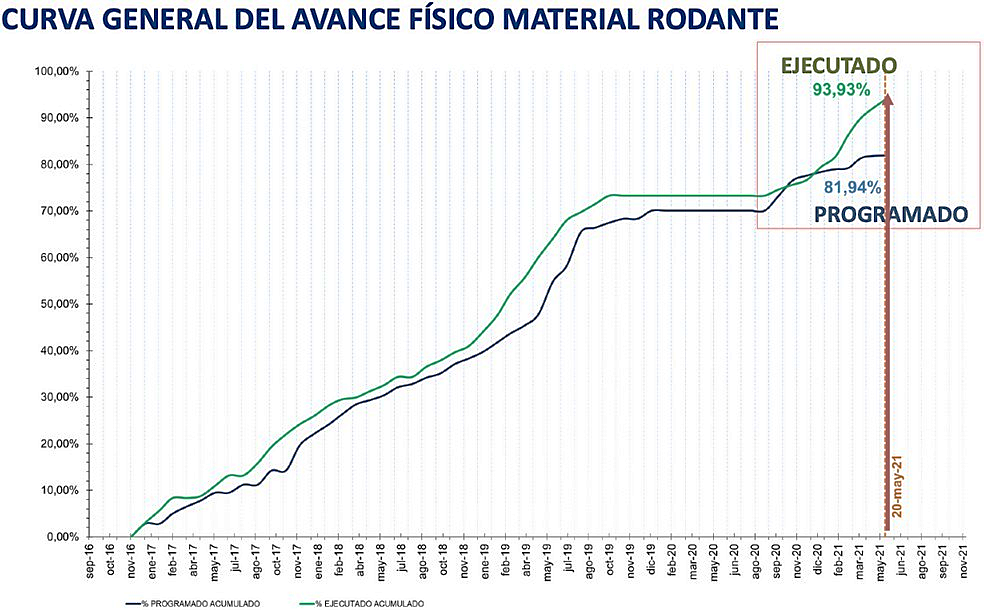 CURVA GENERAL DEL AVANCE FÍSICO MATERIAL RODANTE
EJECUTADO
93,93%
81,94%
PROGRAMADO
20-may-21
100,00%
90,00%
80,00%
70,00%
60,00%
50,00%
40,00%
30,00%
20,00%
10,00%
0,00%
sep-16
oct-16
nov-16
ene-17
feb-17
abr-17
may-17
jul-17
ago-17
oct-17
nov-17
ene-18
feb-18
abr-18
may-18
jul-18
ago-18
oct-18
nov-18
ene-19
feb-19
abr-19
may-19
jul-19
ago-19
oct-19
nov-19
dic-19
feb-20
mar-20
may-20
jun-20
ago-20
sep-20
nov-20
dic-20
feb-21
mar-21
may-21
jun-21
ago-21
sep-21
nov-21
% PROGRAMADO ACUMULADO
% EJECUTADO ACUMULADO